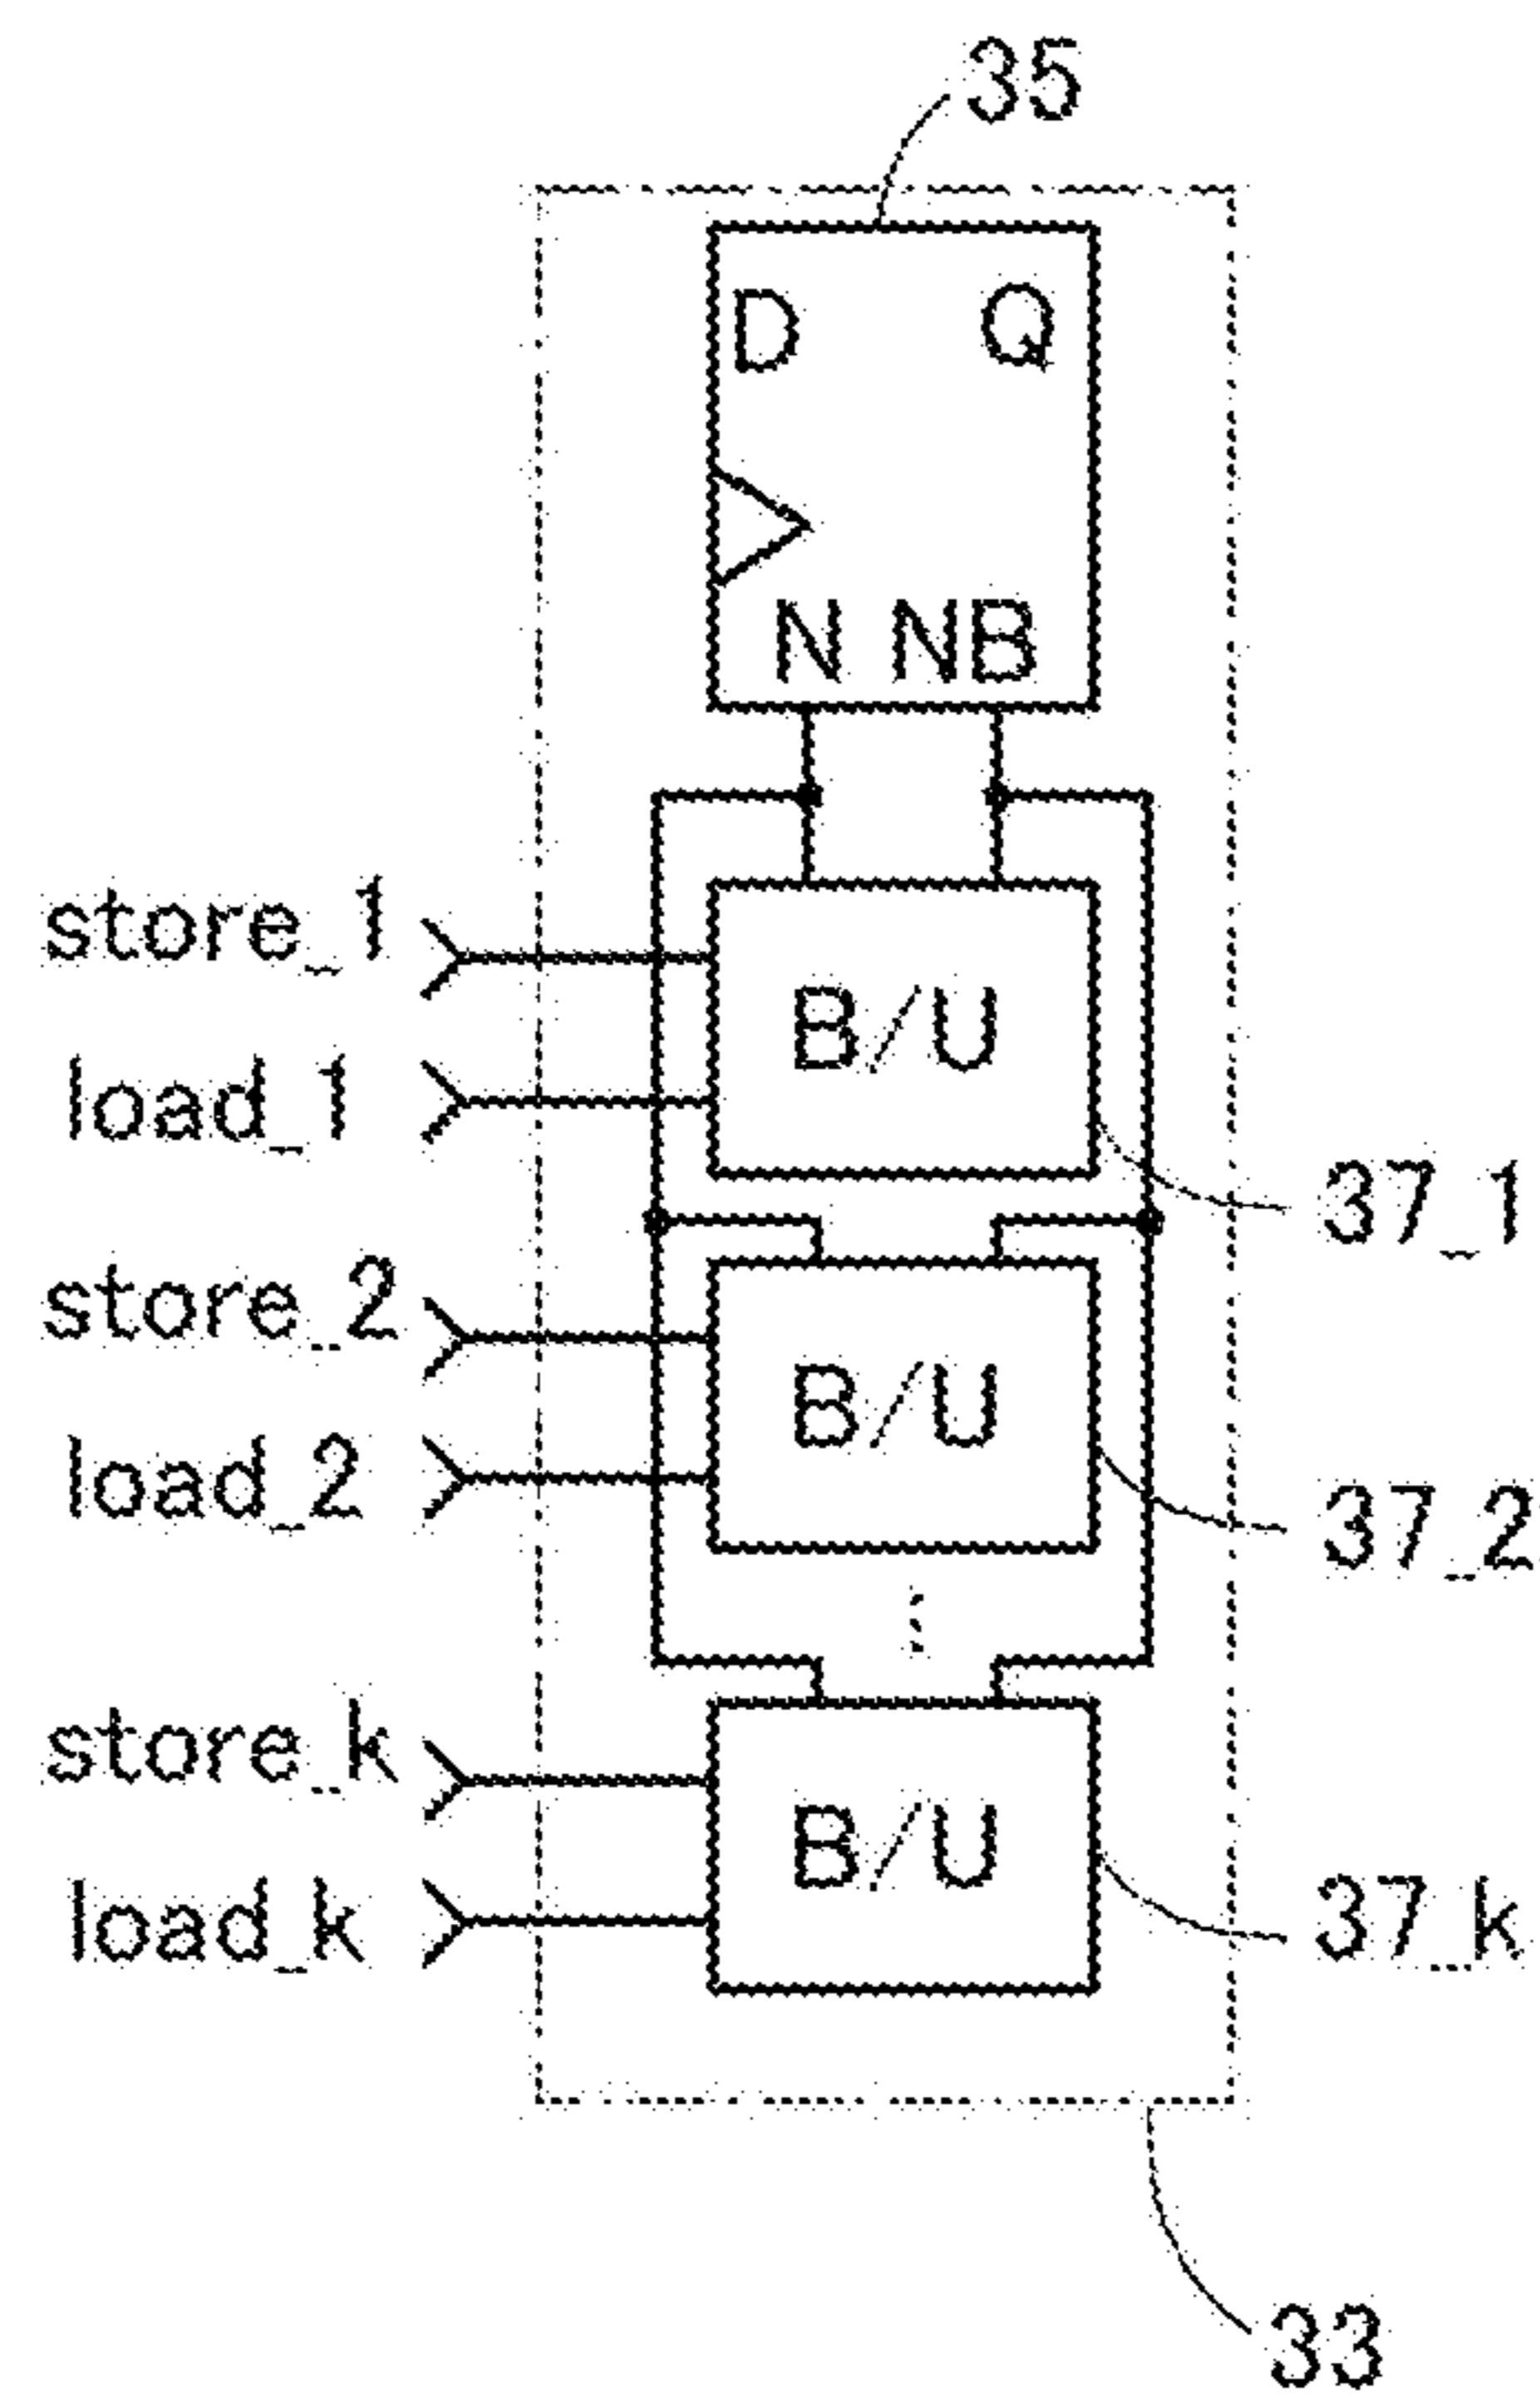 35
D Q
N NB
store_1
B/U
load_1
37_1
store_2
B/U
load_2
37_2
store_k
B/U
load_k
37_k
33